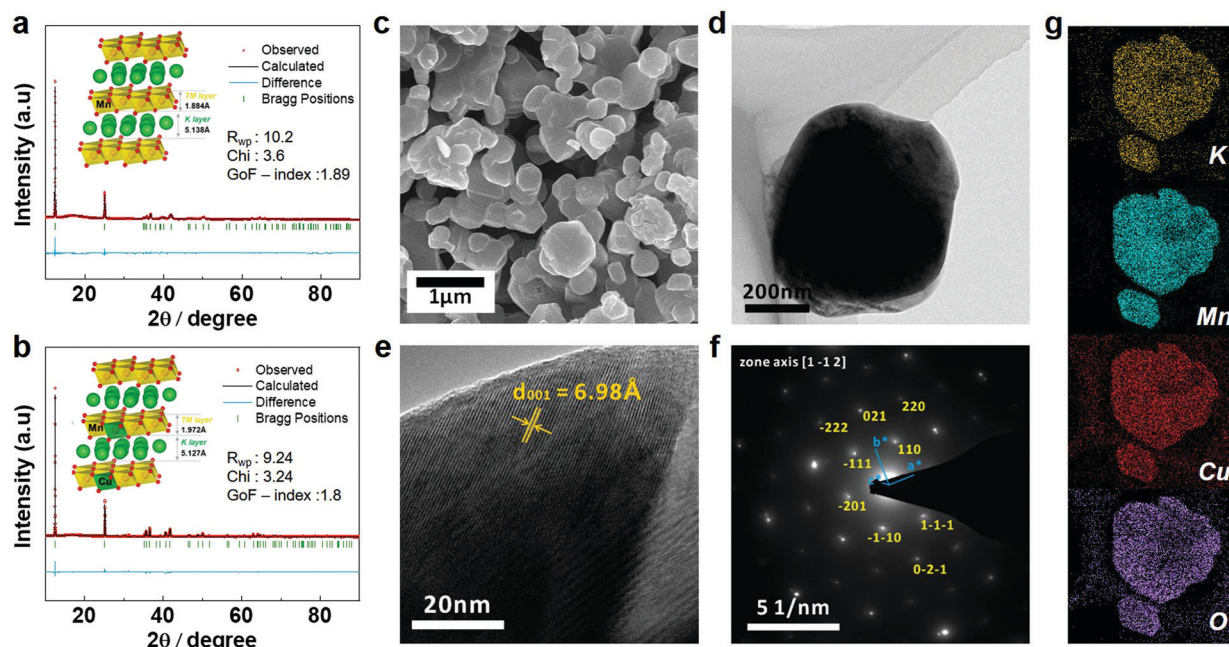 a
Intensity (a.u)
Mn
TM layer
1.884Å
K layer
5.138Å
Observed
Calculated
Difference
Bragg Positions
Rwp : 10.2
Chi : 3.6
GoF – index :1.89
20 40 60 80
2θ / degree
b
Intensity (a.u)
Mn
Cu
TM layer
1.972Å
K layer
5.127Å
Observed
Calculated
Difference
Bragg Positions
Rwp : 9.24
Chi : 3.24
GoF – index :1.8
20 40 60 80
2θ / degree
c
1μm
d
200nm
e
d001 = 6.98Å
20nm
f
zone axis [1 -1 2]
220
021
-222
b*
110
-111
a*
-201
1-1-1
-1-10
0-2-1
5 1/nm
g
K
Mn
Cu
O